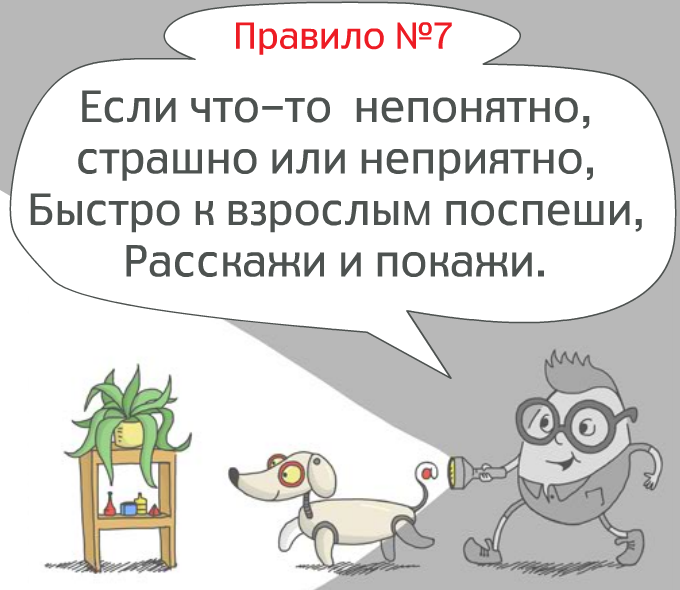 Правило №7
Если что–то непонятно,
страшно или неприятно,
Быстро к взрослым поспеши,
Расскажи и покажи.